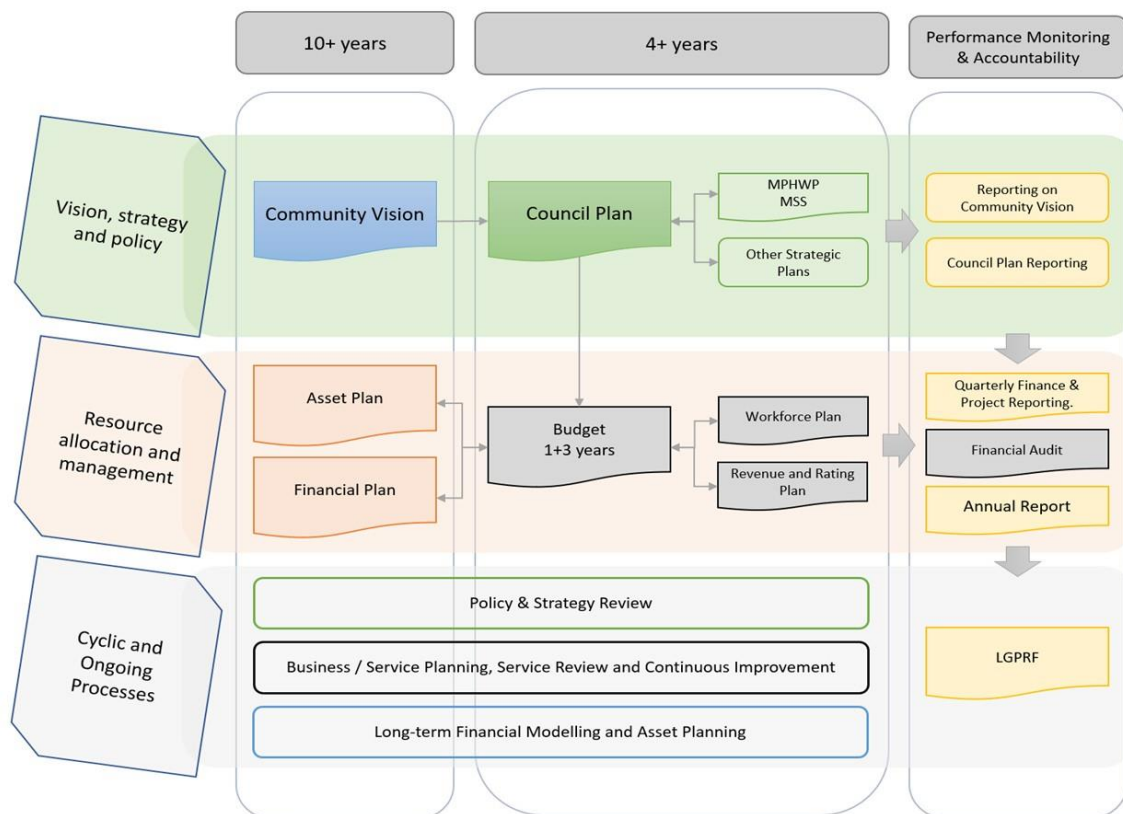 10+ years
4+ years
Performance Monitoring
& Accountability
Vision, strategy
and policy
Community Vision
Council Plan
MPHWP
MSS
Other Strategic
Plans
Reporting on
Community Vision
Council Plan Reporting
Resource
allocation and
management
Asset Plan
Financial Plan
Budget
1+3 years
Workforce Plan
Revenue and Rating
Plan
Quarterly Finance &
Project Reporting.
Financial Audit
Annual Report
Cyclic and
Ongoing
Processes
Policy & Strategy Review
Business / Service Planning, Service Review and Continuous Improvement
Long-term Financial Modelling and Asset Planning
LGPRF